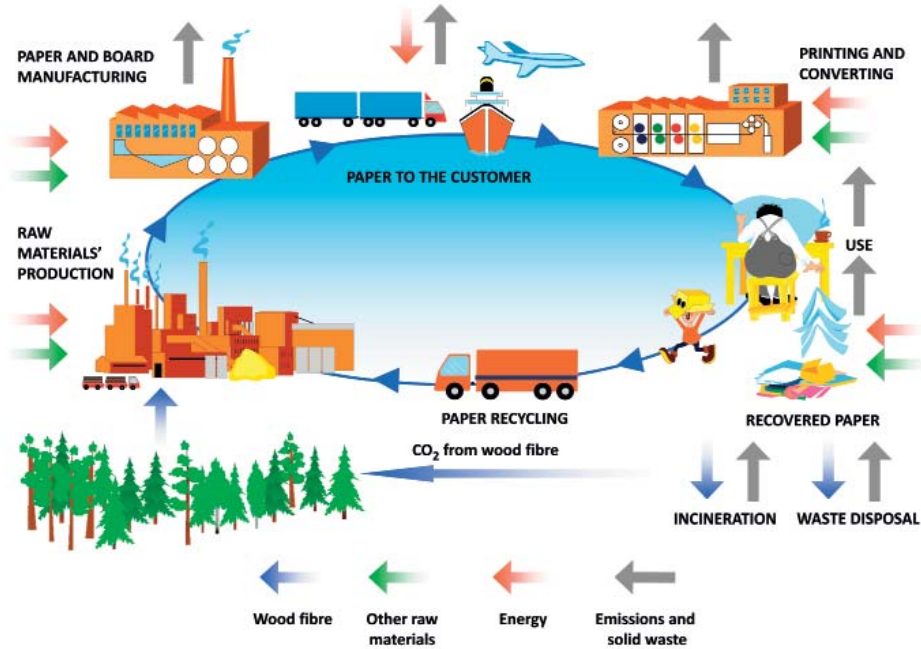 PAPER AND BOARD
MANUFACTURING
PRINTING AND
CONVERTING
PAPER TO THE CUSTOMER
RAW
MATERIALS’
PRODUCTION
USE
PAPER RECYCLING
RECOVERED PAPER
CO₂ from wood fibre
INCINERATION
WASTE DISPOSAL
Wood fibre
Other raw
materials
Energy
Emissions and
solid waste